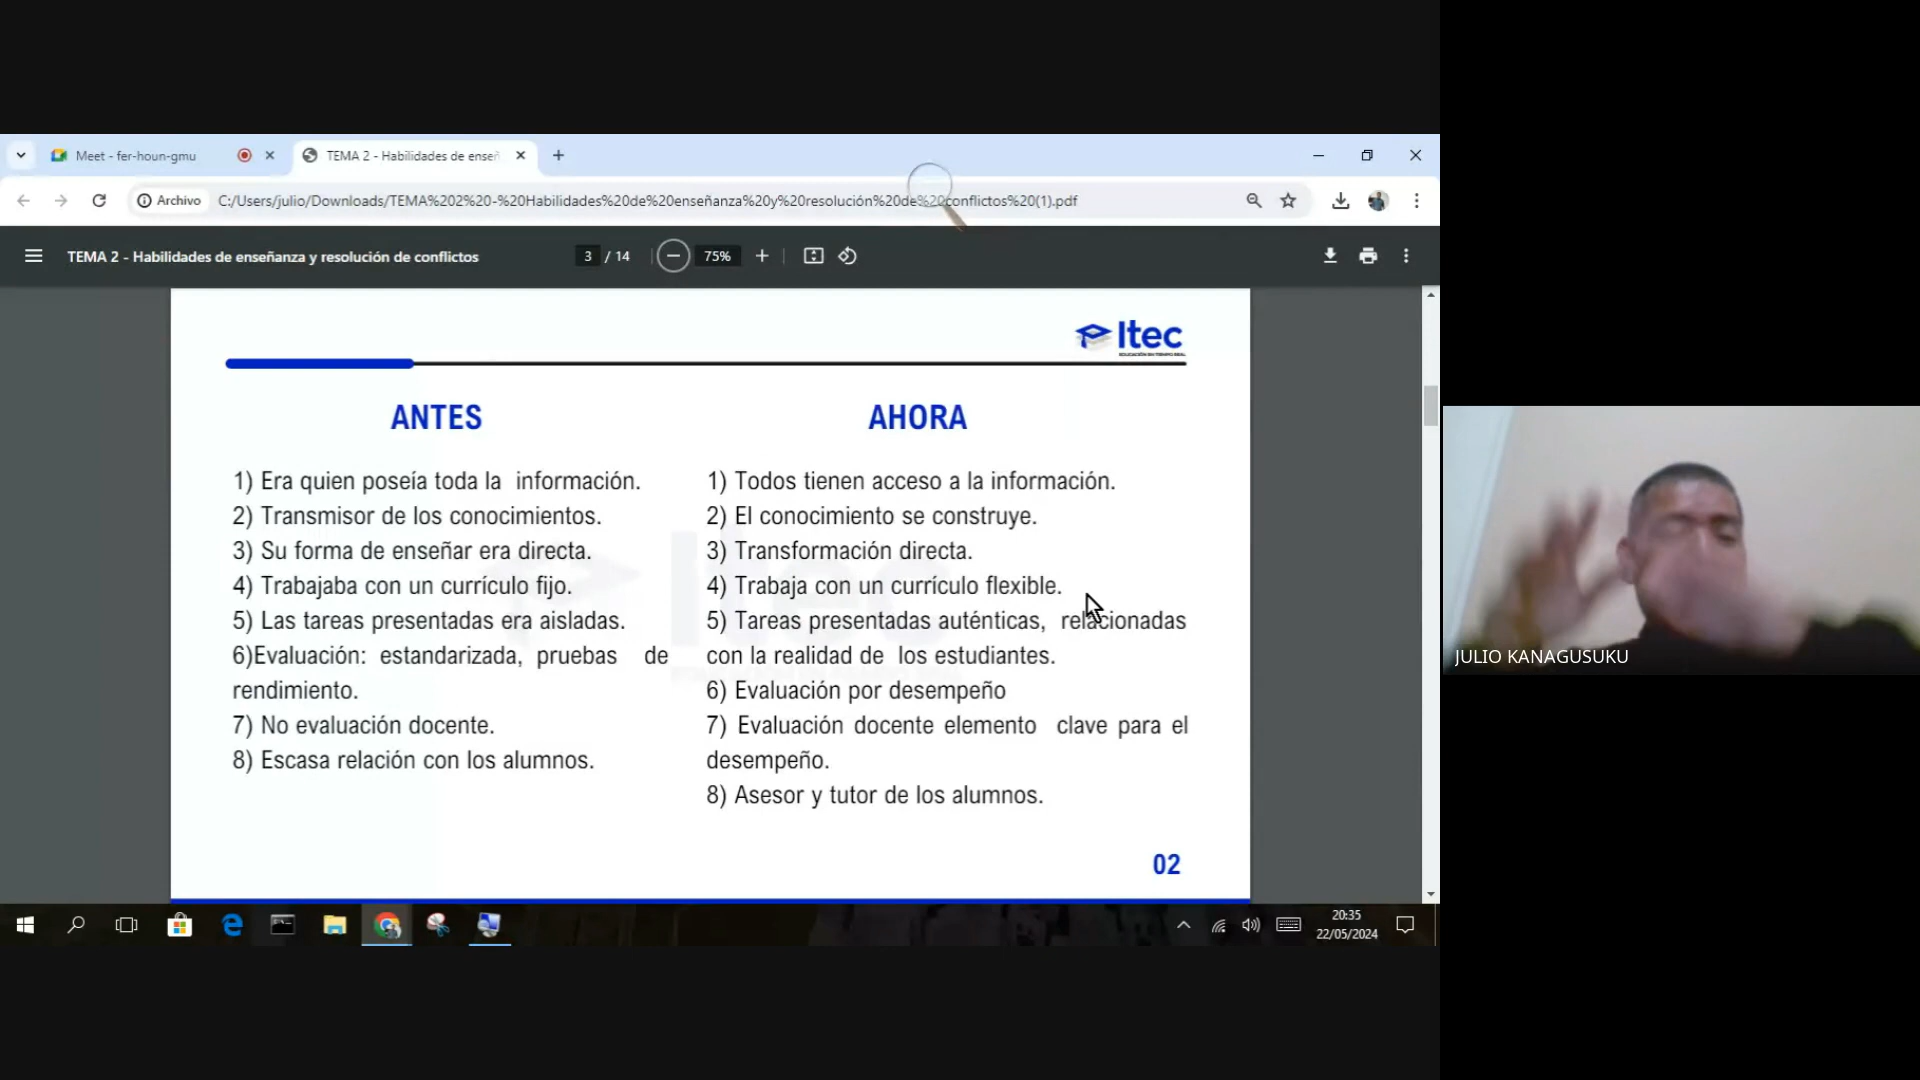 Meet - fer-houn-gmu
TEMA 2 - Habilidades de enseñ
Archivo
C:/Users/julio/Downloads/TEMA%202%20-%20Habilidades%20de%20enseñanza%20y%20resolución%20de%20conflictos%20(1).pdf
TEMA 2 - Habilidades de enseñanza y resolución de conflictos
3 / 14
75%
Itec
EDUCACIÓN EN TIEMPO REAL
ANTES
1) Era quien poseía toda la información.
2) Transmisor de los conocimientos.
3) Su forma de enseñar era directa.
4) Trabajaba con un currículo fijo.
5) Las tareas presentadas era aisladas.
6)Evaluación: estandarizada, pruebas de
rendimiento.
7) No evaluación docente.
8) Escasa relación con los alumnos.
AHORA
1) Todos tienen acceso a la información.
2) El conocimiento se construye.
3) Transformación directa.
4) Trabaja con un currículo flexible.
5) Tareas presentadas auténticas, relacionadas
con la realidad de los estudiantes.
6) Evaluación por desempeño
7) Evaluación docente elemento clave para el
desempeño.
8) Asesor y tutor de los alumnos.
Itec
02
JULIO KANAGUSUKU
20:35
22/05/2024